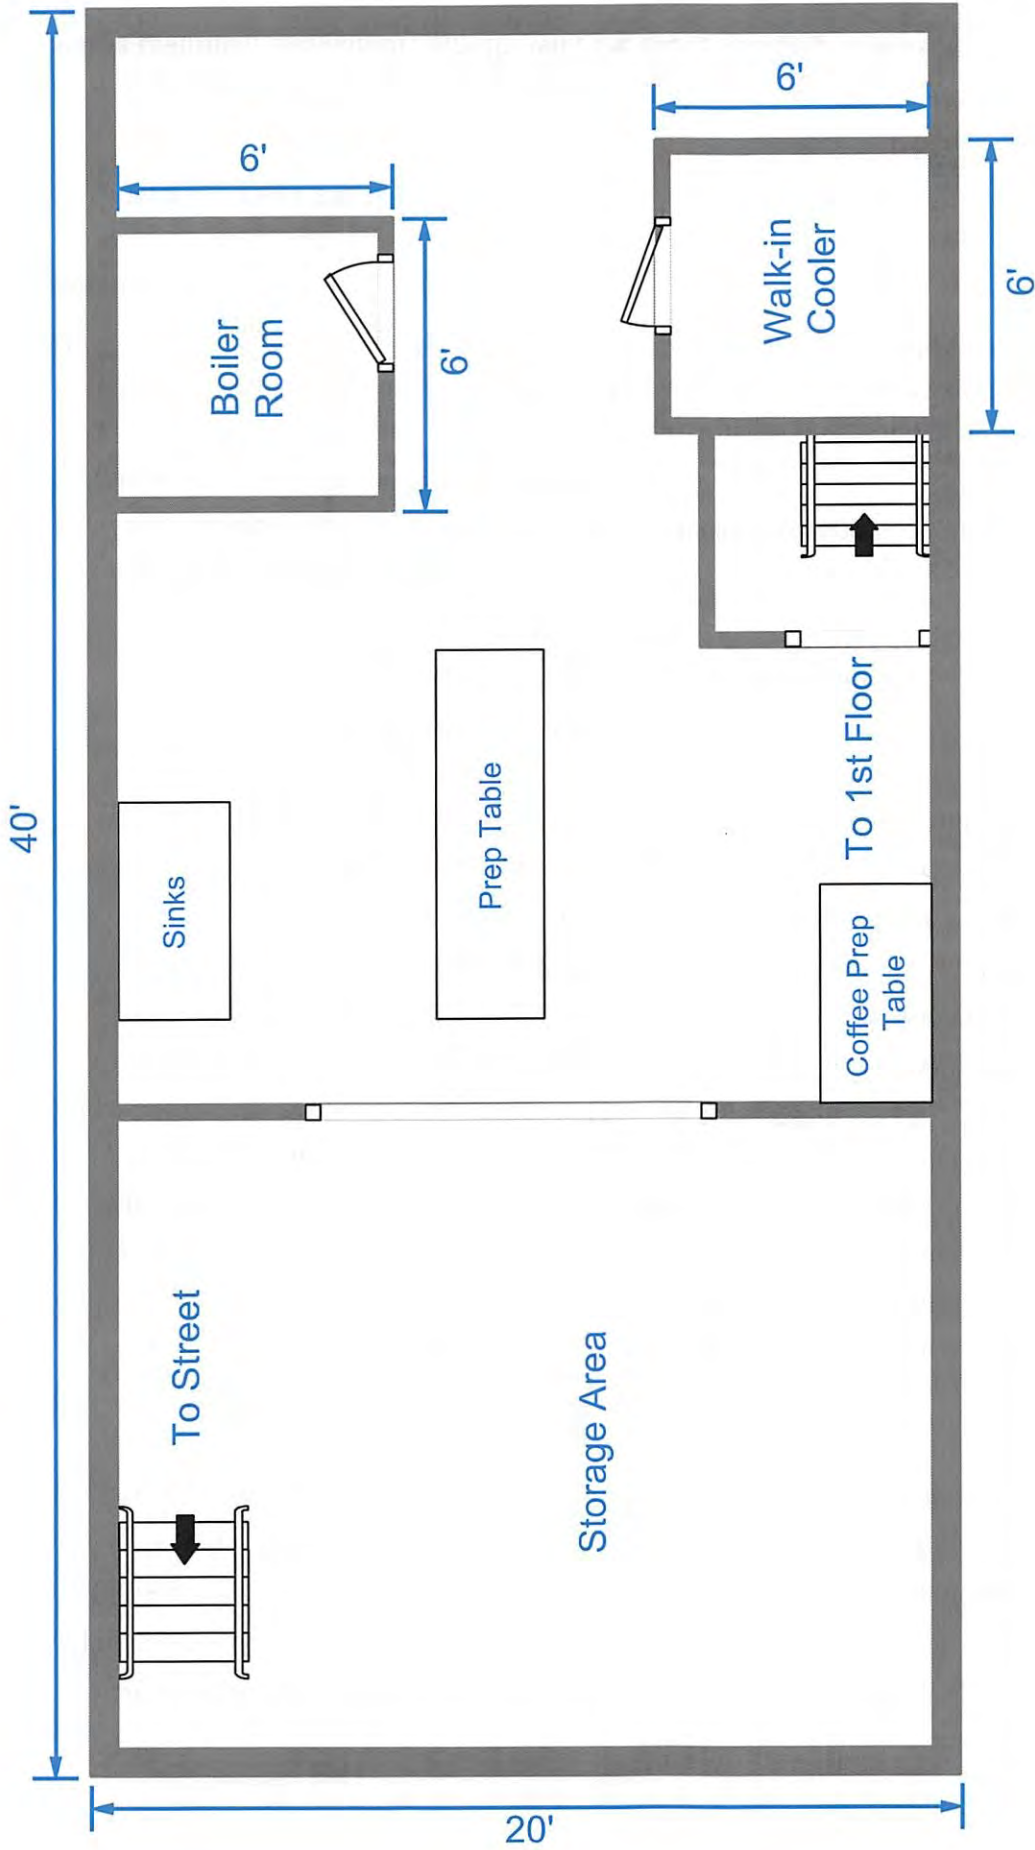 6'
6'
6'
Walk-in
Cooler
6'
Boiler
Room
6'
To 1st Floor
40'
Prep Table
Sinks
Coffee Prep
Table
To Street
Storage Area
20'